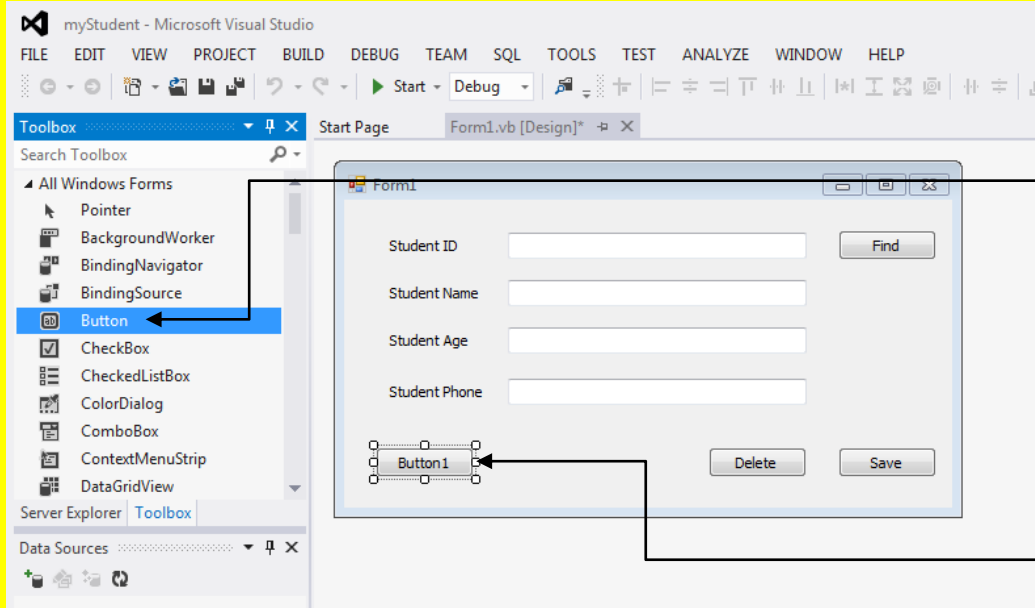 myStudent - Microsoft Visual Studio
FILE EDIT VIEW PROJECT BUILD DEBUG TEAM SQL TOOLS TEST ANALYZE WINDOW HELP
Start Debug
Toolbox
Start Page
Form1.vb [Design]*
Search Toolbox
All Windows Forms
Pointer
BackgroundWorker
BindingNavigator
BindingSource
Button
CheckBox
CheckedListBox
ColorDialog
ComboBox
ContextMenuStrip
DataGridView
Server Explorer Toolbox
Data Sources
Form1
Student ID
Find
Student Name
Student Age
Student Phone
Button1
Delete
Save